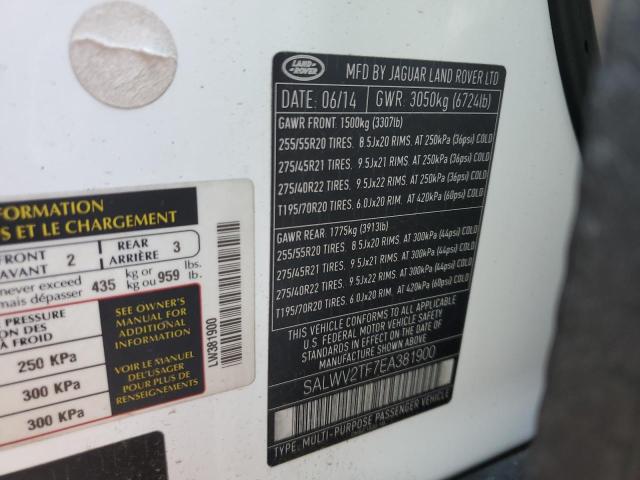 LAND
ROVER
MFD BY JAGUAR LAND ROVER LTD
DATE: 06/14 GWR: 3050kg (6724lb)
GAWR FRONT. 1500kg (3307lb)
255/55R20 TIRES. 8.5Jx20 RIMS. AT 250kPa (36psi) COLD
275/45R21 TIRES. 9.5Jx21 RIMS. AT 250kPa (36psi) COLD
275/40R22 TIRES. 9.5Jx22 RIMS. AT 250kPa (36psi) COLD
T195/70R20 TIRES. 6.0Jx20 RIMS. AT 420kPa (60psi) COLD
GAWR REAR. 1775kg (3913lb)
255/55R20 TIRES. 8.5Jx20 RIMS. AT 300kPa (44psi) COLD
275/45R21 TIRES. 9.5Jx21 RIMS. AT 300kPa (44psi) COLD
275/40R22 TIRES. 9.5Jx22 RIMS. AT 300kPa (44psi) COLD
T195/70R20 TIRES. 6.0Jx20 RIM. AT 420kPa (60psi) COLD
THIS VEHICLE CONFORMS TO ALL APPLICABLE
U.S. FEDERAL MOTOR VEHICLE SAFETY
STANDARDS IN EFFECT ON THE DATE OF
MANUFACTURE SHOWN ABOVE.
SALWV2TF7EA381900
TYPE: MULTI-PURPOSE PASSENGER VEHICLE
FORMATION
S ET LE CHARGEMENT
FRONT 2 REAR 3
AVANT ARRIÈRE
never exceed 435 kg or 959 lbs.
mais dépasser kg ou lb.
PRESSURE
ION DES
À FROID
250 KPa
300 KPa
300 KPa
SEE OWNER'S
MANUAL FOR
ADDITIONAL
INFORMATION
VOIR LE MANUEL
DE L'USAGER
POUR PLUS DE
RENSEIGNEMENTS
LW381900